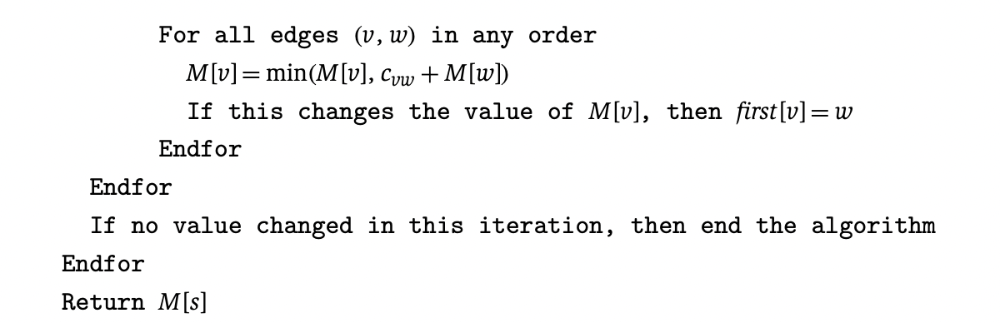 For all edges (v, w) in any order
M[v] = min(M[v], c_{vw} + M[w])
If this changes the value of M[v], then first[v] = w
Endfor
Endfor
If no value changed in this iteration, then end the algorithm
Endfor
Return M[s]